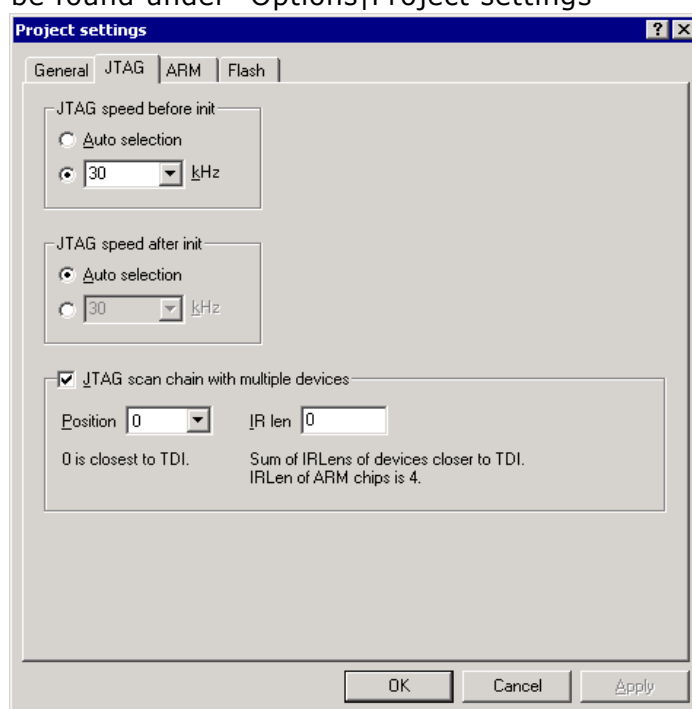 be found under "Options|Project settings"
Project settings
General JTAG ARM Flash
JTAG speed before init
Auto selection
30 kHz
JTAG speed after init
Auto selection
30 kHz
JTAG scan chain with multiple devices
Position 0 IR len 0
0 is closest to TDI. Sum of IRLens of devices closer to TDI.
IRLen of ARM chips is 4.
OK Cancel Apply